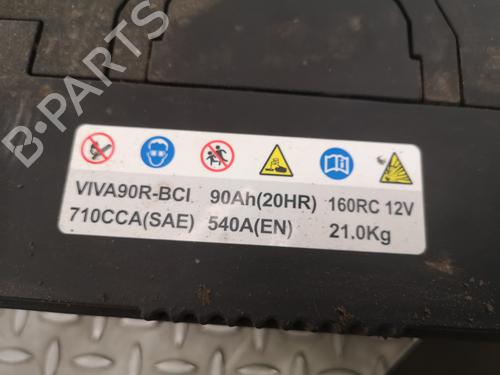 B-PARTS
VIVA90R-BCI 90Ah(20HR) 160RC 12V
710CCA(SAE) 540A(EN) 21.0Kg